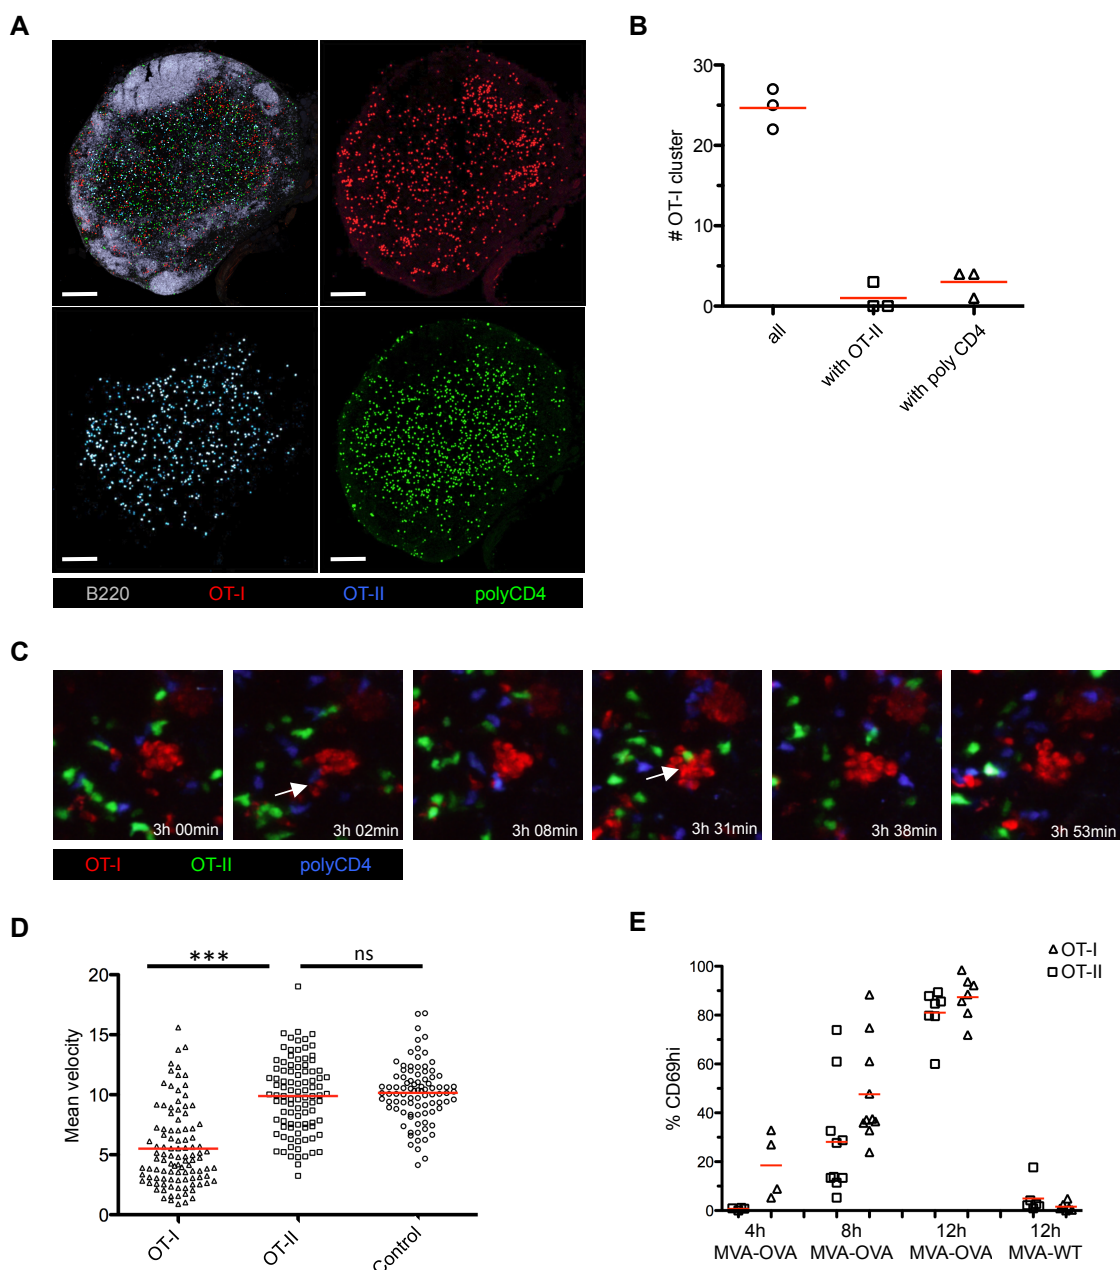 A
B220 OT-I OT-II polyCD4
B
30
20
10
0
# OT-I cluster
all
with OT-II
with poly CD4
C
3h 00min
3h 02min
3h 08min
3h 31min
3h 38min
3h 53min
OT-I OT-II polyCD4
D
*** ns
20
15
10
5
0
Mean velocity
OT-I
OT-II
Control
E
OT-I
OT-II
100
80
60
40
20
0
% CD69hi
4h 8h 12h 12h
MVA-OVA MVA-OVA MVA-OVA MVA-WT